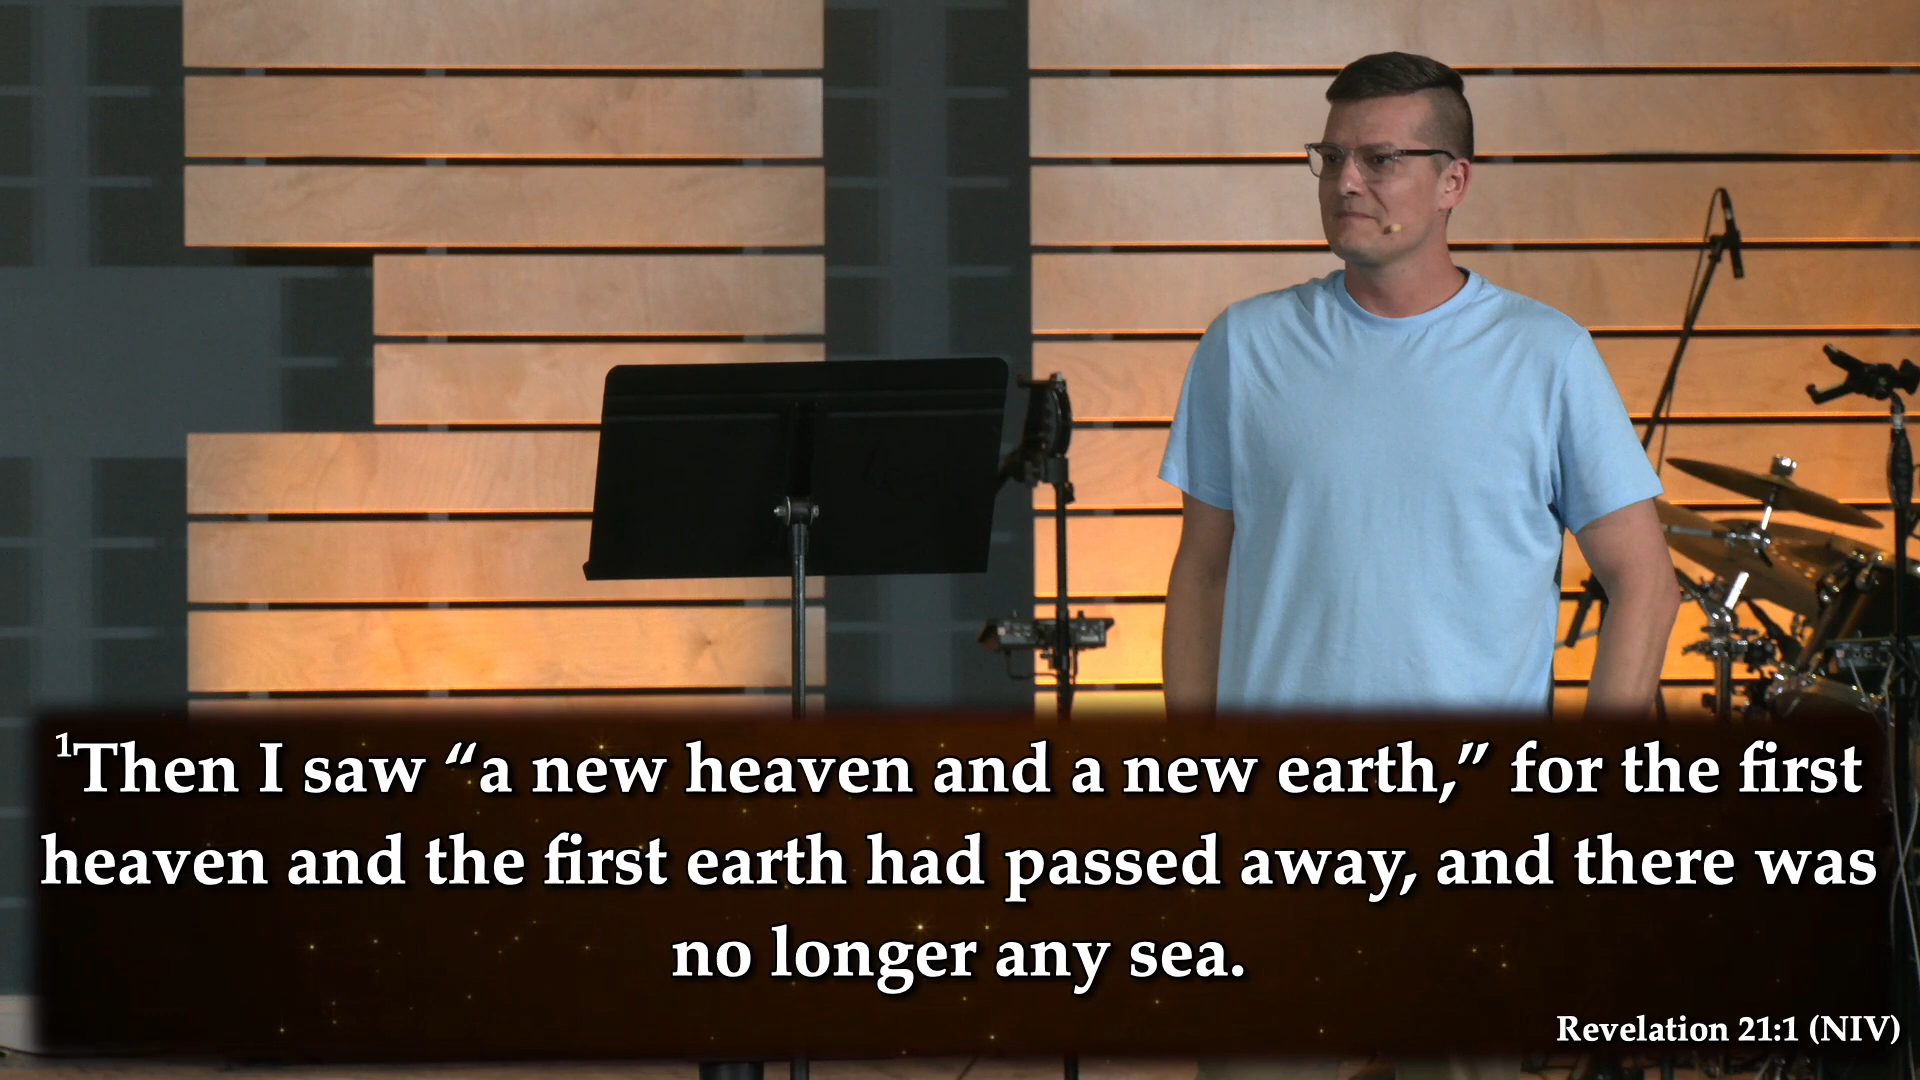 ¹Then I saw “a new heaven and a new earth,” for the first
heaven and the first earth had passed away, and there was
no longer any sea.
Revelation 21:1 (NIV)